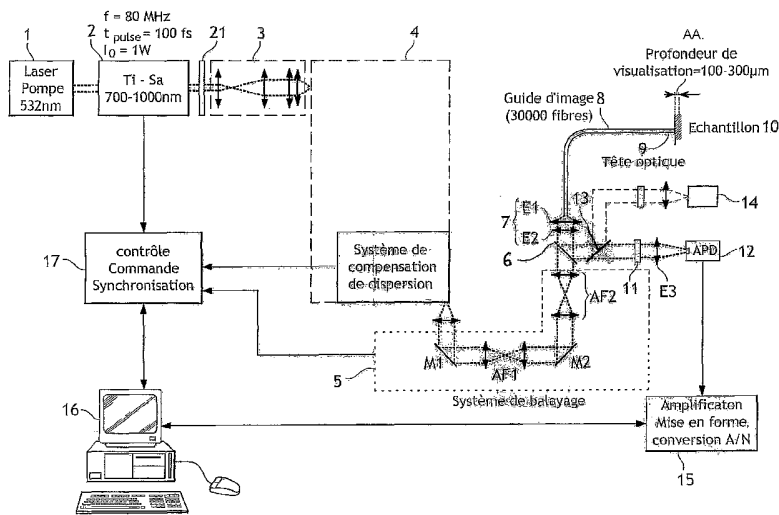 f = 80 MHz
t pulse = 100 fs
I0 = 1W
1
2
21
3
4
Laser
Pompe
532nm
Ti - Sa
700-1000nm
AA.
Profondeur de
visualisation=100-300µm
Guide d'image 8
(30000 fibres)
9
Echantillon 10
Tête optique
13
14
7
E1
E2
6
APD
12
11
E3
17
contrôle
Commande
Synchronisation
Système de
compensation
de dispersion
AF2
M1
AF1
M2
5
Système de balayage
16
Amplificaton
Mise en forme,
conversion A/N
15